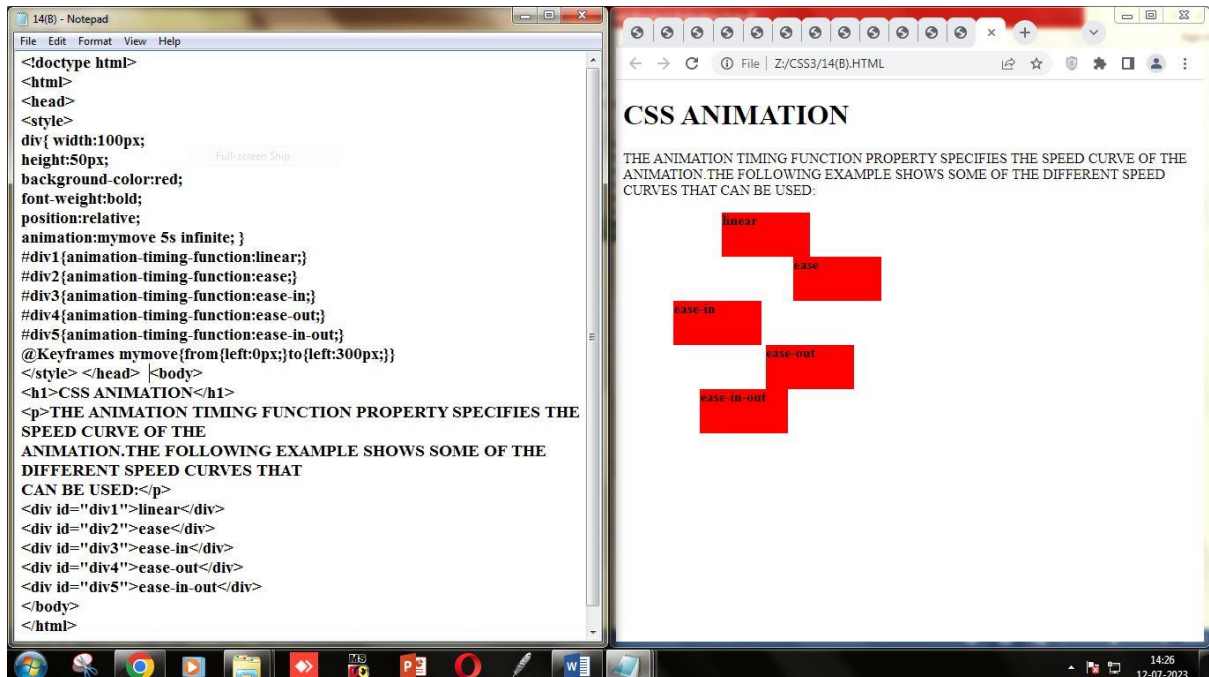 14(B) - Notepad
File Edit Format View Help
<!doctype html>
<html>
<head>
<style>
div{ width:100px;
height:50px;
background-color:red;
font-weight:bold;
position:relative;
animation:mymove 5s infinite; }
#div1{animation-timing-function:linear;}
#div2{animation-timing-function:ease;}
#div3{animation-timing-function:ease-in;}
#div4{animation-timing-function:ease-out;}
#div5{animation-timing-function:ease-in-out;}
@Keyframes mymove{from{left:0px;}to{left:300px;}}
</style> </head> <body>
<h1>CSS ANIMATION</h1>
<p>THE ANIMATION TIMING FUNCTION PROPERTY SPECIFIES THE
SPEED CURVE OF THE
ANIMATION.THE FOLLOWING EXAMPLE SHOWS SOME OF THE
DIFFERENT SPEED CURVES THAT
CAN BE USED:</p>
<div id="div1">linear</div>
<div id="div2">ease</div>
<div id="div3">ease-in</div>
<div id="div4">ease-out</div>
<div id="div5">ease-in-out</div>
</body>
</html>
Full-screen Snip
File Z:/CSS3/14(B).HTML
CSS ANIMATION
THE ANIMATION TIMING FUNCTION PROPERTY SPECIFIES THE SPEED CURVE OF THE
ANIMATION.THE FOLLOWING EXAMPLE SHOWS SOME OF THE DIFFERENT SPEED
CURVES THAT CAN BE USED:
linear
ease
ease-in
ease-out
ease-in-out
MS
P
W
14:26
12-07-2023